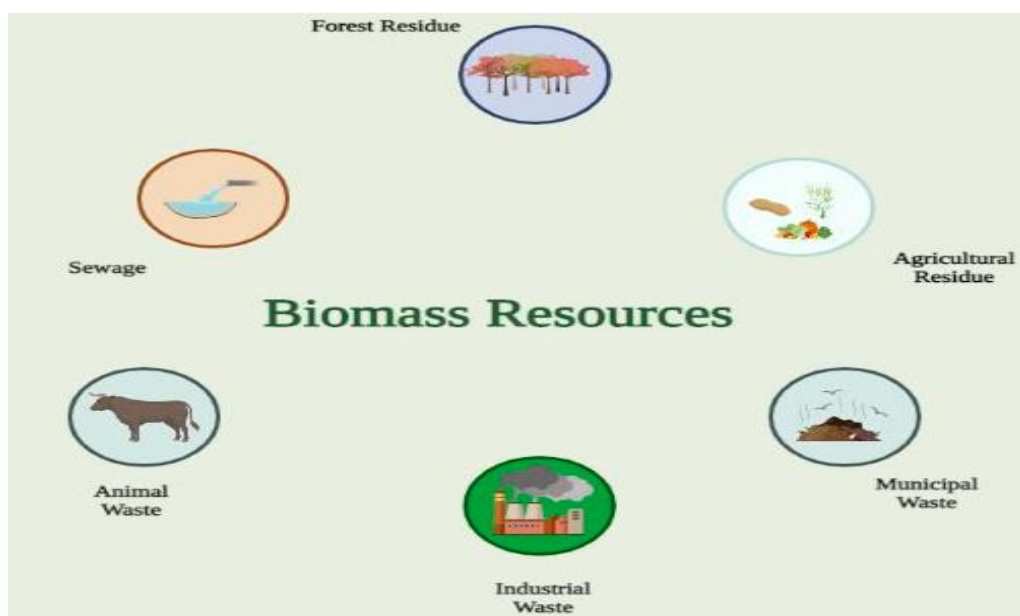 Forest Residue
Sewage
Agricultural
Residue
Biomass Resources
Animal
Waste
Municipal
Waste
Industrial
Waste